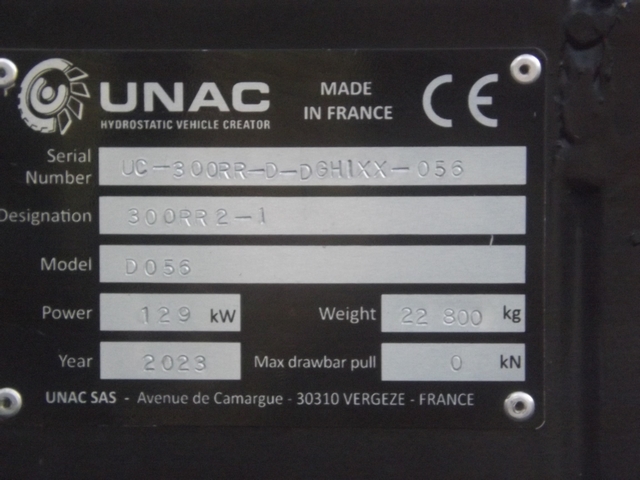 UNAC
HYDROSTATIC VEHICLE CREATOR
MADE
IN FRANCE
CE
Serial
Number
UC-300RR-D-DGH1XX-056
Designation
300RR2-1
Model
D056
Power 129 kW Weight 22 800 kg
Year 2023 Max drawbar pull 0 kN
UNAC SAS - Avenue de Camargue - 30310 VERGEZE - FRANCE